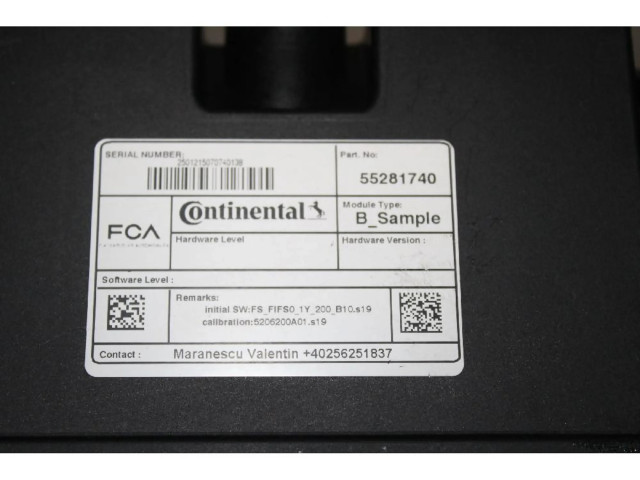 SERIAL NUMBER:
Part. No:
55281740
FCA
Continental
Module Type:
B_Sample
Hardware Level
Hardware Version :
Software Level :
Remarks:
initial SW:FS_FIFS0_1Y_200_B10.s19
calibration:5206200A01.s19
Contact :
Maranescu Valentin +40256251837